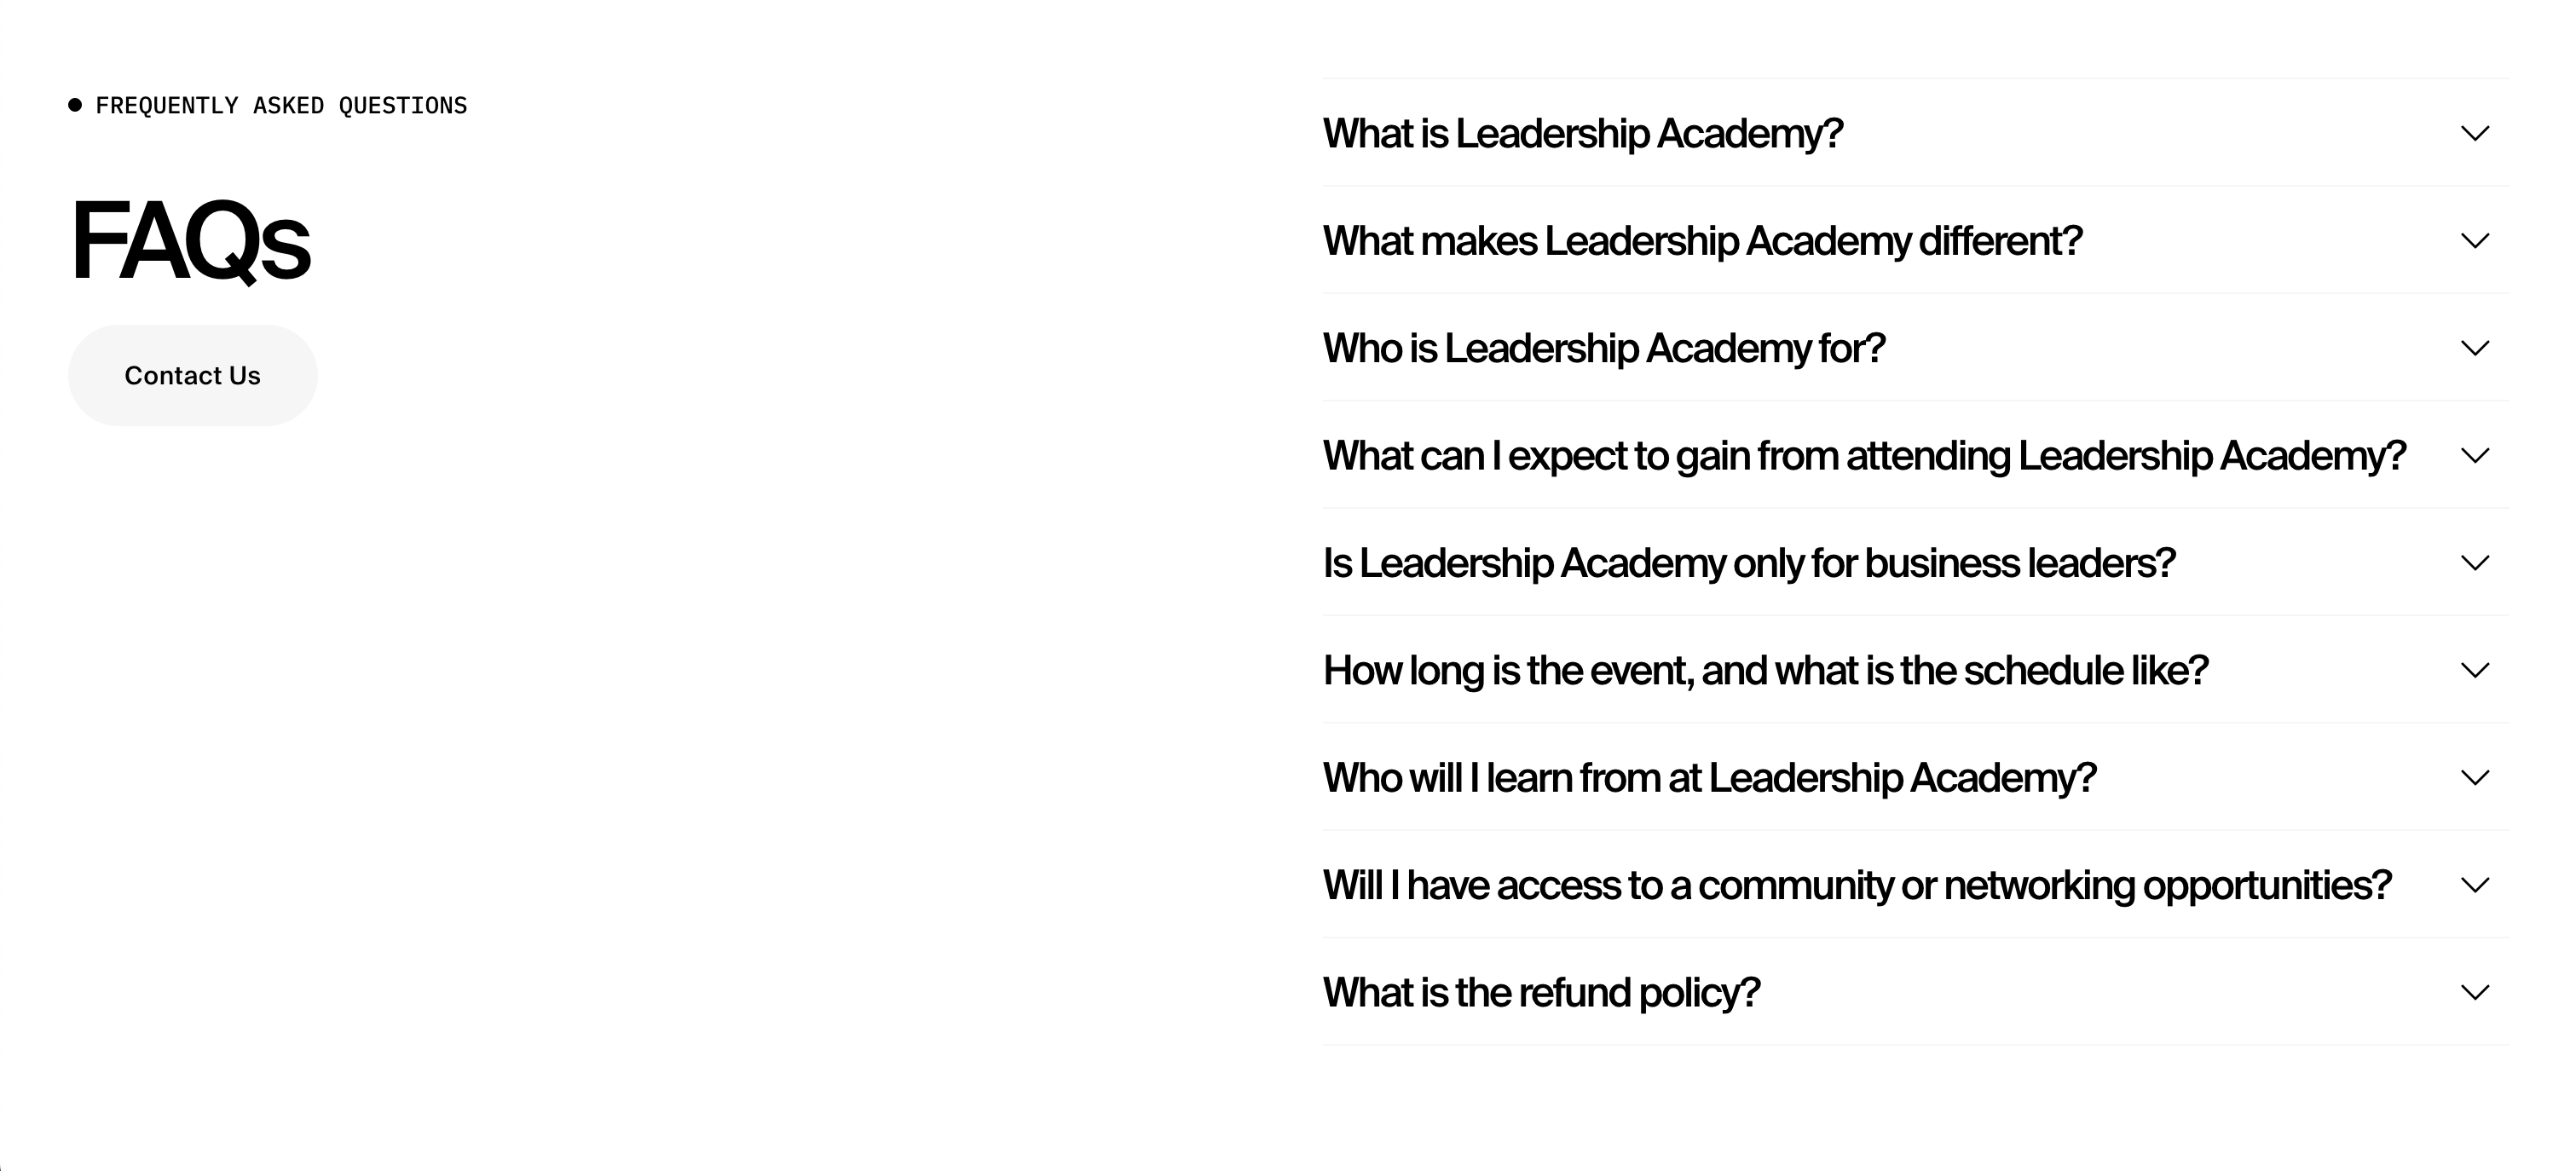 FREQUENTLY ASKED QUESTIONS
FAQs
Contact Us
What is Leadership Academy?
What makes Leadership Academy different?
Who is Leadership Academy for?
What can I expect to gain from attending Leadership Academy?
Is Leadership Academy only for business leaders?
How long is the event, and what is the schedule like?
Who will I learn from at Leadership Academy?
Will I have access to a community or networking opportunities?
What is the refund policy?